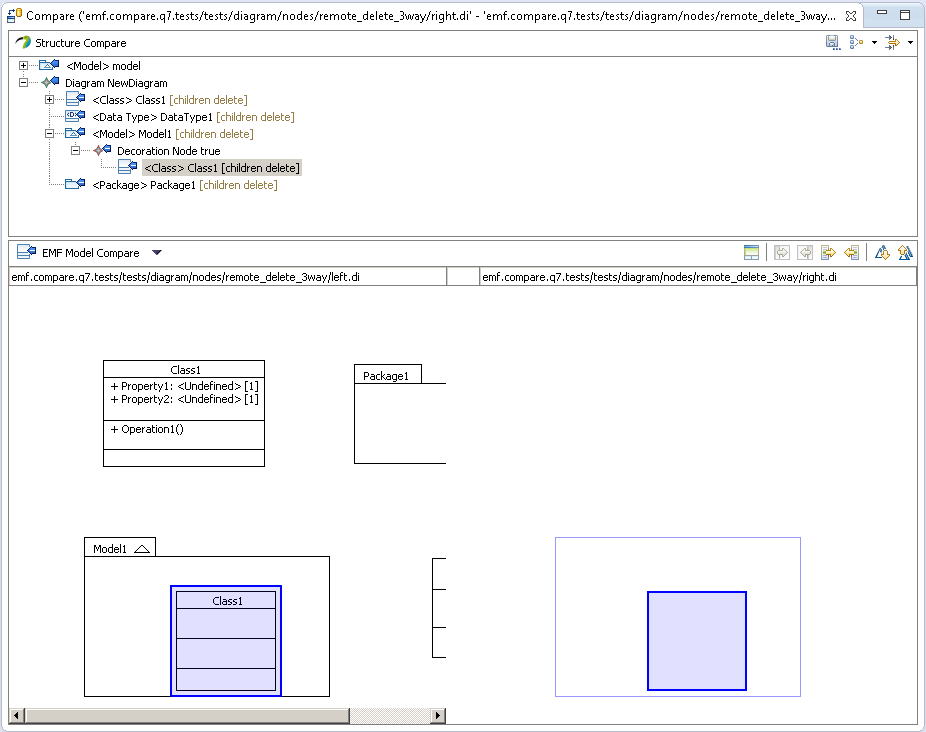 Compare ('emf.compare.q7.tests/tests/diagram/nodes/remote_delete_3way/right.di' - 'emf.compare.q7.tests/tests/diagram/nodes/remote_delete_3way...
Structure Compare
<Model> model
Diagram NewDiagram
<Class> Class1 [children delete]
<Data Type> DataType1 [children delete]
<Model> Model1 [children delete]
Decoration Node true
<Class> Class1 [children delete]
<Package> Package1 [children delete]
EMF Model Compare
emf.compare.q7.tests/tests/diagram/nodes/remote_delete_3way/left.di
emf.compare.q7.tests/tests/diagram/nodes/remote_delete_3way/right.di
Class1
+ Property1: <Undefined> [1]
+ Property2: <Undefined> [1]
+ Operation1()
Package1
Model1
Class1